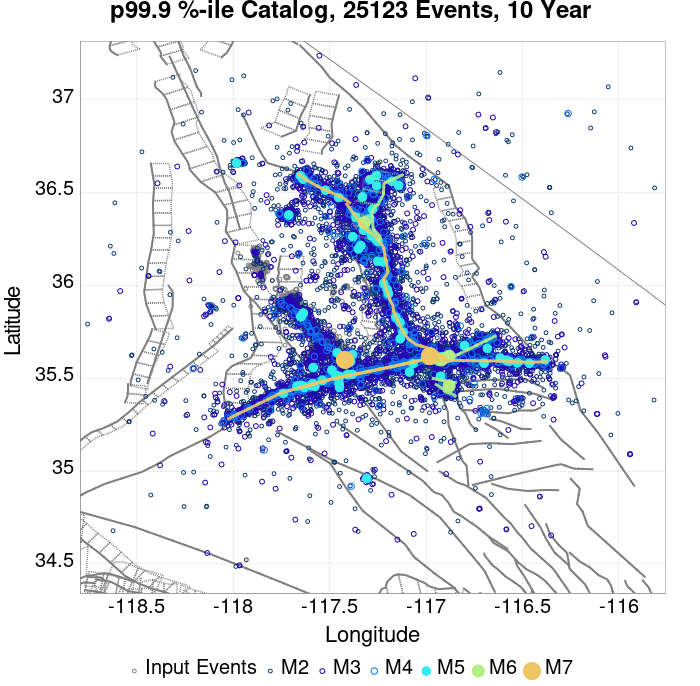 p99.9 %-ile Catalog, 25123 Events, 10 Year
37
36.5
36
35.5
35
34.5
Latitude
-118.5 -118 -117.5 -117 -116.5 -116
Longitude
Input Events M2 M3 M4 M5 M6 M7